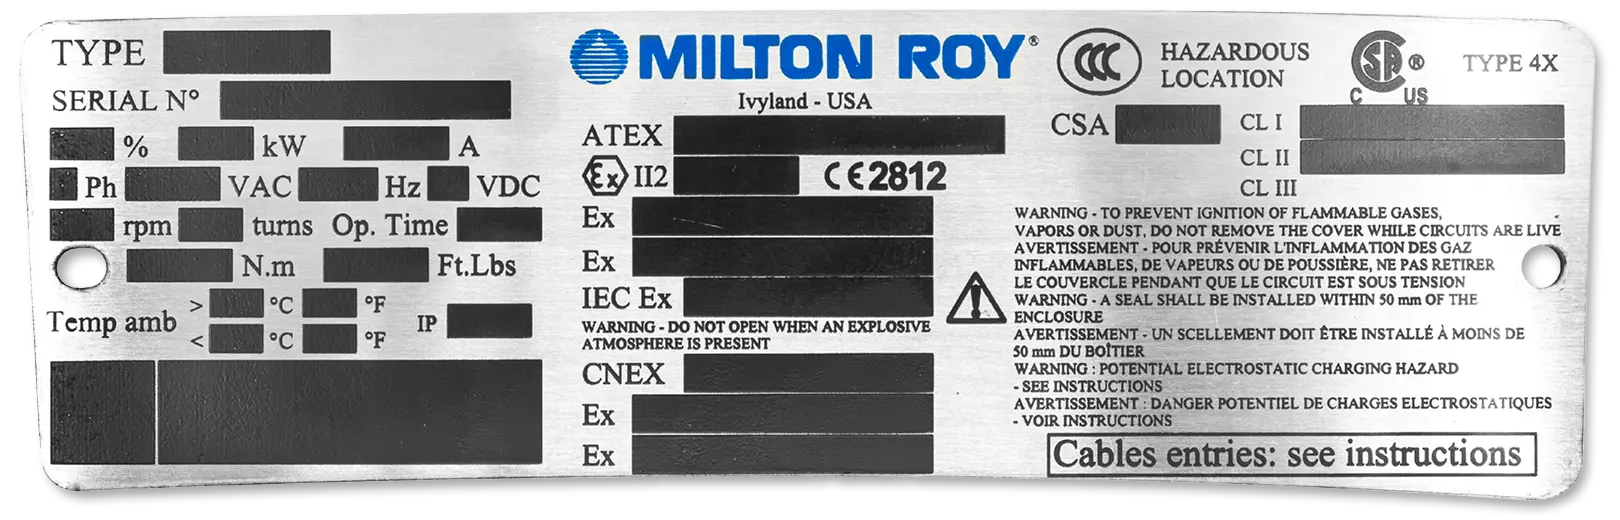 TYPE
SERIAL N°
% kW A
Ph VAC Hz VDC
rpm turns Op. Time
N.m Ft.Lbs
Temp amb > °C °F
< °C °F
IP
MILTON ROY®
Ivyland - USA
ATEX
Ex II2 CE2812
Ex
Ex
IEC Ex
WARNING - DO NOT OPEN WHEN AN EXPLOSIVE
ATMOSPHERE IS PRESENT
CNEX
Ex
Ex
CCC
HAZARDOUS
LOCATION
C SA ® US
TYPE 4X
CSA
CL I
CL II
CL III
WARNING - TO PREVENT IGNITION OF FLAMMABLE GASES,
VAPORS OR DUST, DO NOT REMOVE THE COVER WHILE CIRCUITS ARE LIVE
AVERTISSEMENT - POUR PRÉVENIR L'INFLAMMATION DES GAZ
INFLAMMABLES, DE VAPEURS OU DE POUSSIÈRE, NE PAS RETIRER
LE COUVERCLE PENDANT QUE LE CIRCUIT EST SOUS TENSION
WARNING - A SEAL SHALL BE INSTALLED WITHIN 50 mm OF THE
ENCLOSURE
AVERTISSEMENT - UN SCELLEMENT DOIT ÊTRE INSTALLÉ À MOINS DE
50 mm DU BOÎTIER
WARNING : POTENTIAL ELECTROSTATIC CHARGING HAZARD
- SEE INSTRUCTIONS
AVERTISSEMENT : DANGER POTENTIEL DE CHARGES ELECTROSTATIQUES
- VOIR INSTRUCTIONS
Cables entries: see instructions